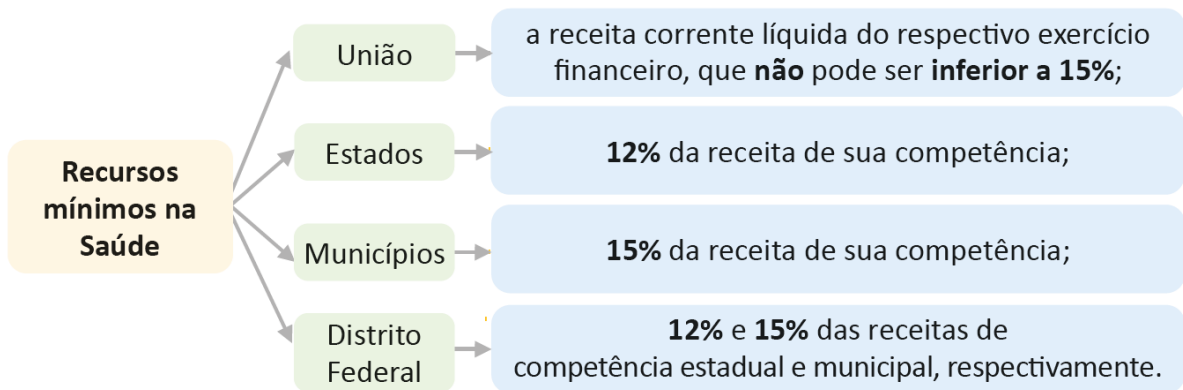 Recursos
mínimos na
Saúde
União
a receita corrente líquida do respectivo exercício
financeiro, que não pode ser inferior a 15%;
Estados
12% da receita de sua competência;
Municípios
15% da receita de sua competência;
Distrito
Federal
12% e 15% das receitas de
competência estadual e municipal, respectivamente.